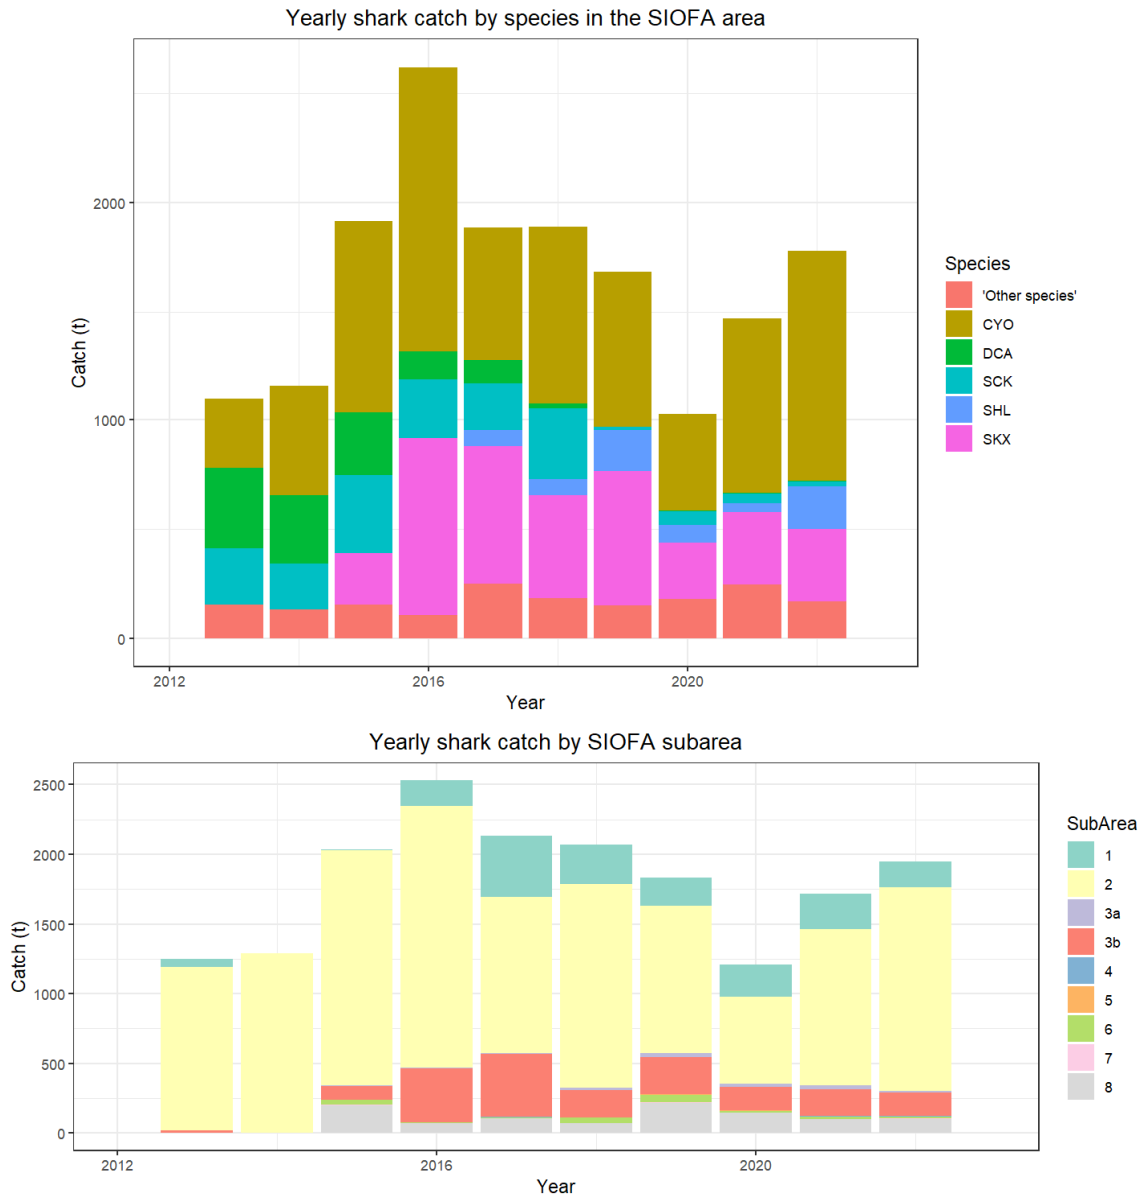 Yearly shark catch by species in the SIOFA area
Catch (t)
2000
1000
0
2012 2016 2020
Year
Species
'Other species'
CYO
DCA
SCK
SHL
SKX
Yearly shark catch by SIOFA subarea
Catch (t)
2500
2000
1500
1000
500
0
2012 2016 2020
Year
SubArea
1
2
3a
3b
4
5
6
7
8